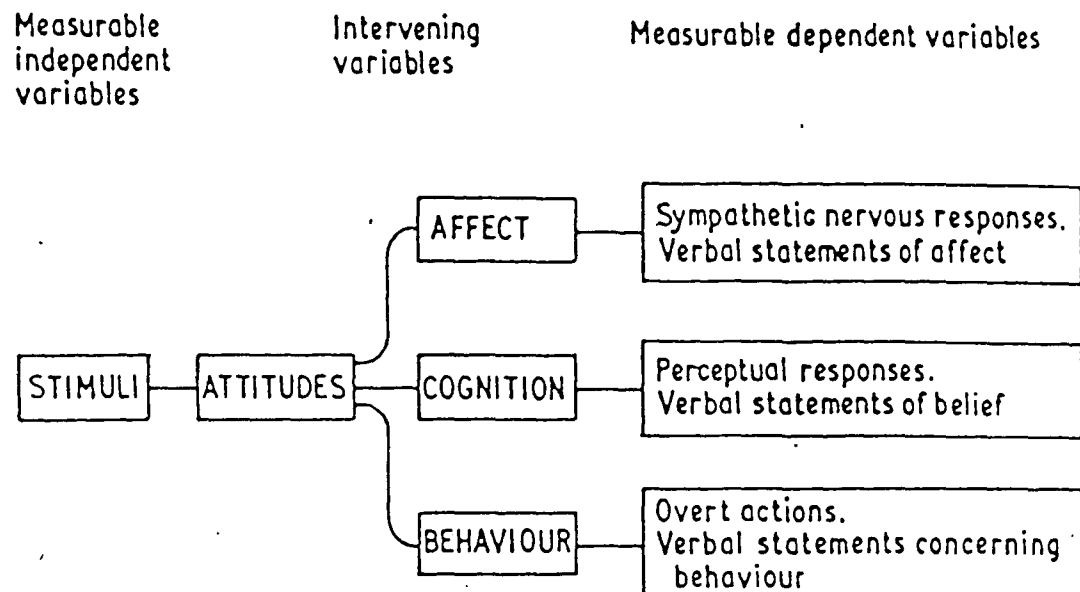 Measurable
independent
variables
Intervening
variables
Measurable dependent variables
STIMULI
ATTITUDES
AFFECT
COGNITION
BEHAVIOUR
Sympathetic nervous responses.
Verbal statements of affect
Perceptual responses.
Verbal statements of belief
Overt actions.
Verbal statements concerning
behaviour